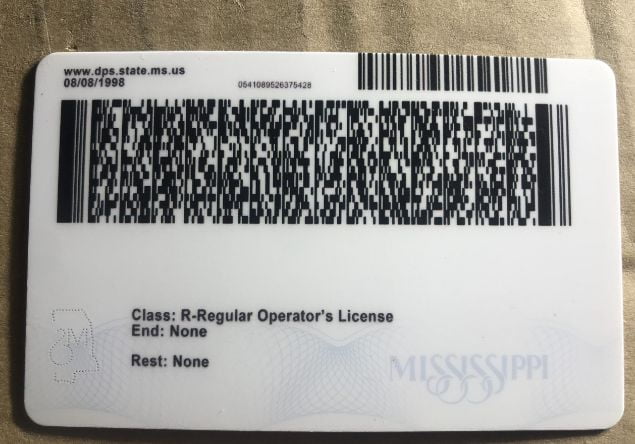 www.dps.state.ms.us
08/08/1998
0541089526375428
Class: R-Regular Operator's License
End: None
Rest: None
MISSISSIPPI